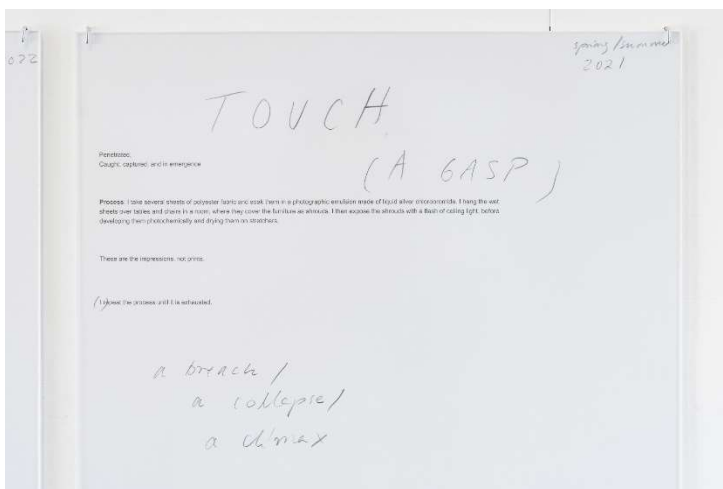 022
spring/summer
2021
TOUCH
(A GASP)
Penetrated.
Caught, captured, and in emergence
Process: I take several sheets of polyester fabric and soak them in a photographic emulsion made of liquid silver chlorobromide. I hang the wet
sheets over tables and chairs in a room, where they cover the furniture as shrouds. I then expose the shrouds with a flash of ceiling light, before
developing them photochemically and drying them on stretchers.
These are the impressions, not prints.
(I) repeat the process until it is exhausted.
a breach /
a collapse/
a climax